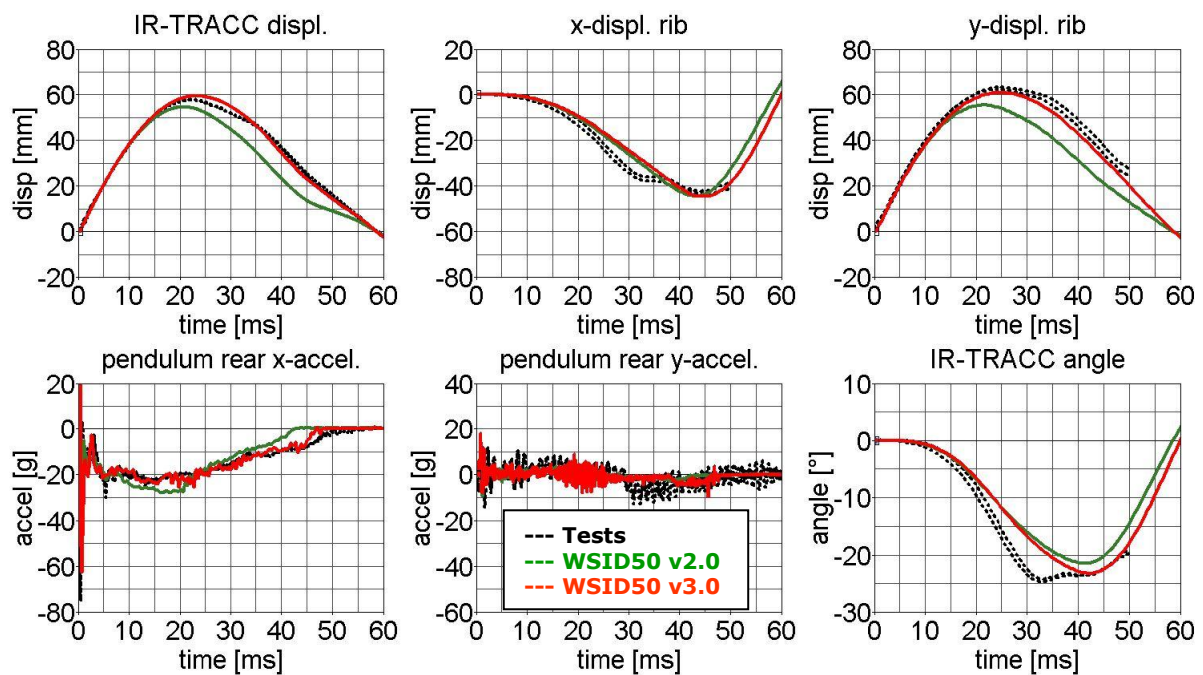 IR-TRACC displ.
disp [mm]
80
60
40
20
0
-20
0 10 20 30 40 50 60
time [ms]
x-displ. rib
disp [mm]
20
0
-20
-40
-60
-80
0 10 20 30 40 50 60
time [ms]
y-displ. rib
disp [mm]
80
60
40
20
0
-20
0 10 20 30 40 50 60
time [ms]
pendulum rear x-accel.
accel [g]
20
0
-20
-40
-60
-80
0 10 20 30 40 50 60
time [ms]
pendulum rear y-accel.
accel [g]
40
20
0
-20
-40
-60
Tests
WSID50 v2.0
WSID50 v3.0
0 10 20 30 40 50 60
time [ms]
IR-TRACC angle
angle [°]
10
0
-10
-20
-30
0 10 20 30 40 50 60
time [ms]